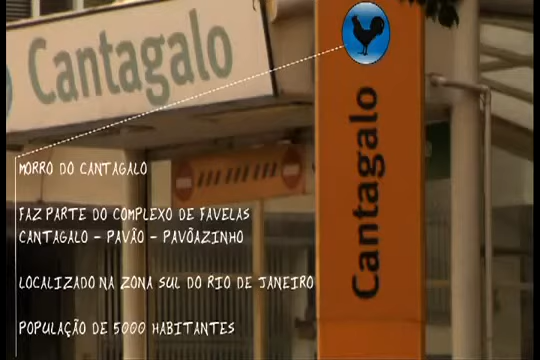 Cantagalo
Cantagalo
MORRO DO CANTAGALO
FAZ PARTE DO COMPLEXO DE FAVELAS
CANTAGALO - PAVÃO - PAVÕAZINHO
LOCALIZADO NA ZONA SUL DO RIO DE JANEIRO
POPULAÇÃO DE 5000 HABITANTES